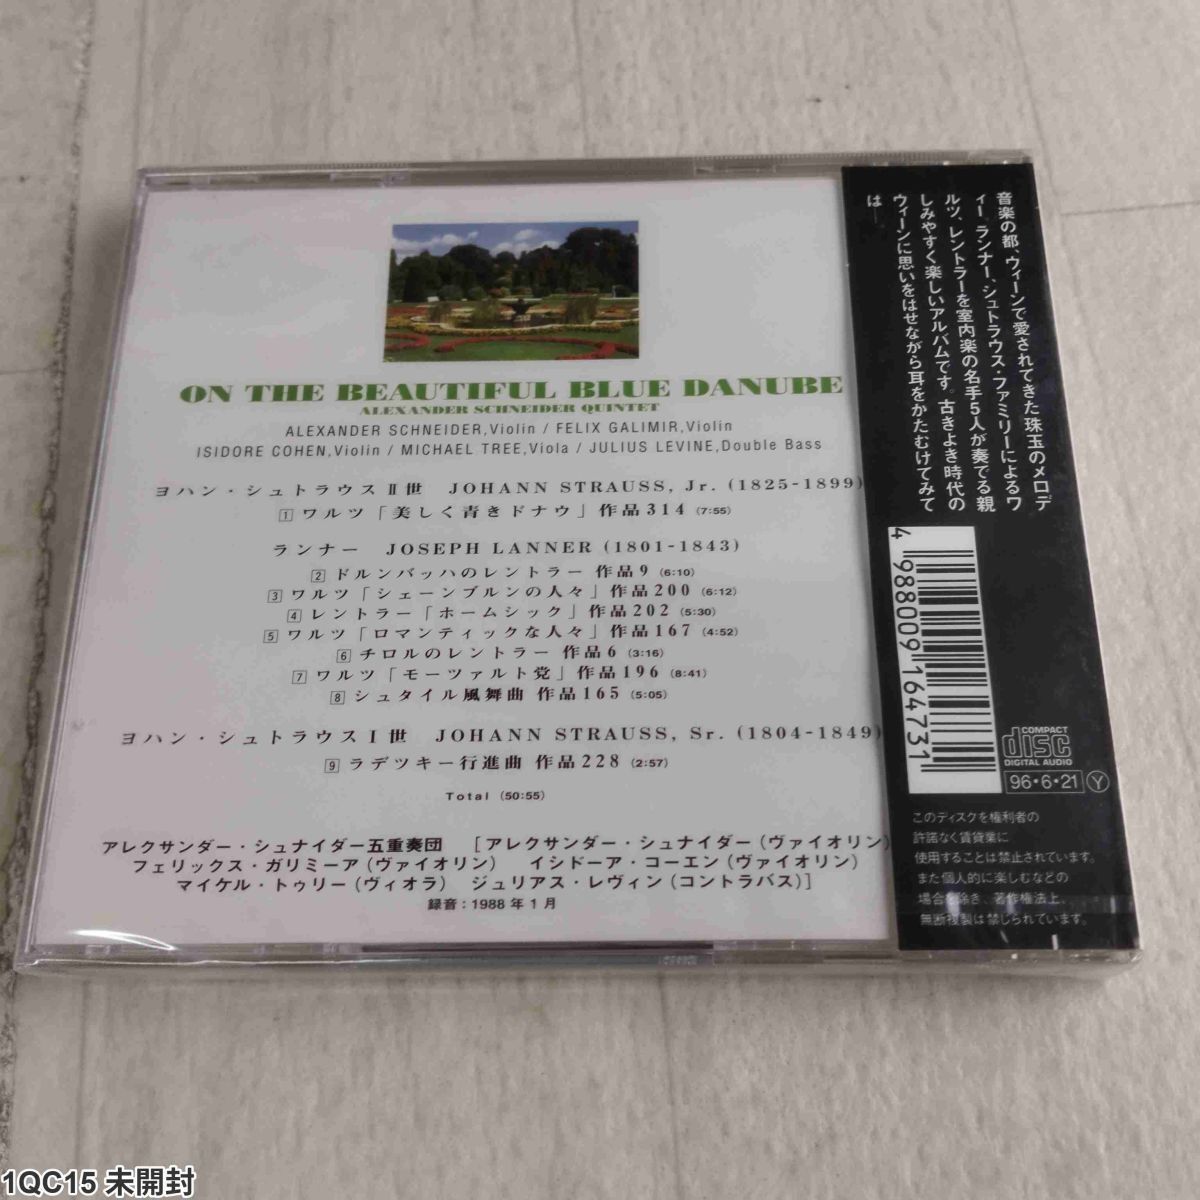 ON THE BEAUTIFUL BLUE DANUBE
ALEXANDER SCHNEIDER QUINTET
ALEXANDER SCHNEIDER,Violin / FELIX GALIMIR,Violin
ISIDORE COHEN,Violin / MICHAEL TREE,Viola / JULIUS LEVINE,Double Bass
ヨハン・シュトラウスⅡ世 JOHANN STRAUSS, Jr. (1825-1899)
1 ワルツ「美しく青きドナウ」作品314 (7:55)
ランナー JOSEPH LANNER (1801-1843)
2 ドルンバッハのレントラー 作品9 (6:10)
3 ワルツ「シェーンブルンの人々」作品200 (6:12)
4 レントラー「ホームシック」作品202 (5:30)
5 ワルツ「ロマンティックな人々」作品167 (4:52)
6 チロルのレントラー 作品6 (3:16)
7 ワルツ「モーツァルト党」作品196 (8:41)
8 シュタイル風舞曲 作品165 (5:05)
ヨハン・シュトラウスⅠ世 JOHANN STRAUSS, Sr. (1804-1849)
9 ラデツキー行進曲 作品228 (2:57)
Total (50:55)
アレクサンダー・シュナイダー五重奏団 [アレクサンダー・シュナイダー(ヴァイオリン)
フェリックス・ガリミーア(ヴァイオリン) イシドーア・コーエン(ヴァイオリン)
マイケル・トゥリー(ヴィオラ) ジュリアス・レヴィン(コントラバス)]
録音:1988年1月
音楽の都、ウィーンで愛されてきた珠玉のメロデ
ィー。ランナー、シュトラウス・ファミリーによるワ
ルツ、レントラーを室内楽の名手5人が奏でる親
しみやすく楽しいアルバムです。古きよき時代の
ウィーンに思いをはせながら耳をかたむけてみて
は—
4 988009 164731
COMPACT
disc
DIGITAL AUDIO
96・6・21 Y
このディスクを権利者の
許諾なく賃貸業に
使用することは禁止されています。
また個人的に楽しむなどの
場合を除き、著作権法上、
無断複製は禁じられています。
1QC15 未開封